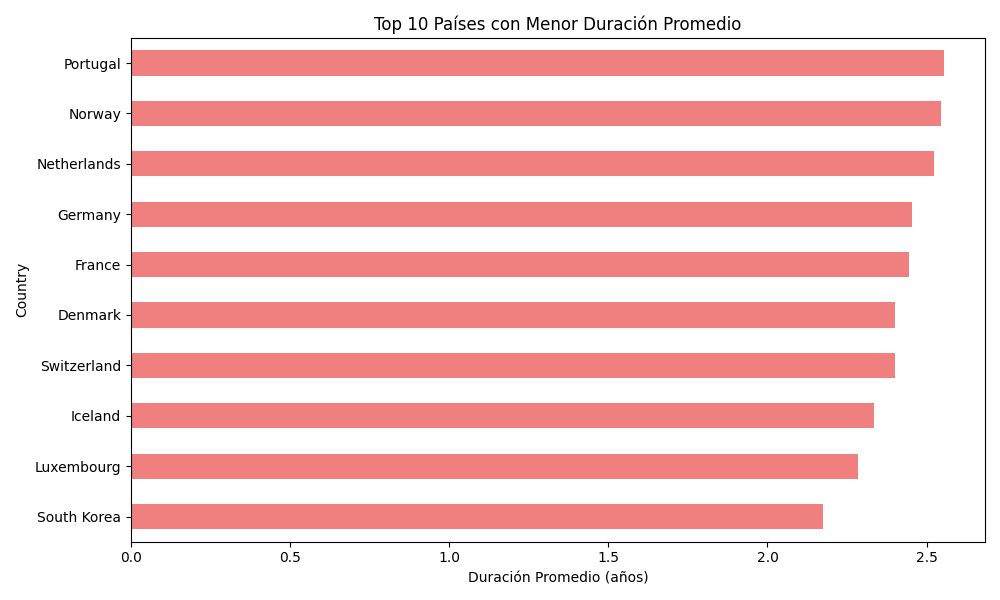 Top 10 Países con Menor Duración Promedio
Portugal
Norway
Netherlands
Germany
France
Denmark
Switzerland
Iceland
Luxembourg
South Korea
Country
0.0 0.5 1.0 1.5 2.0 2.5
Duración Promedio (años)